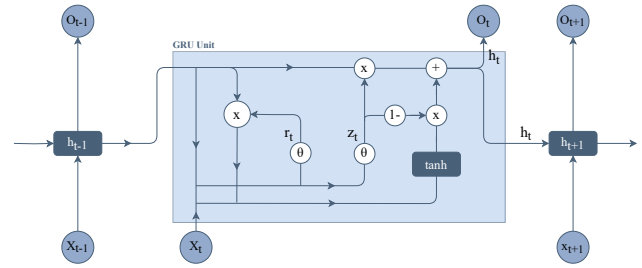 Ot-1
Ot
Ot+1
GRU Unit
ht
x
+
x
1-
x
rt
zt
ht
ht-1
θ
θ
ht+1
tanh
Xt-1
Xt
xt+1